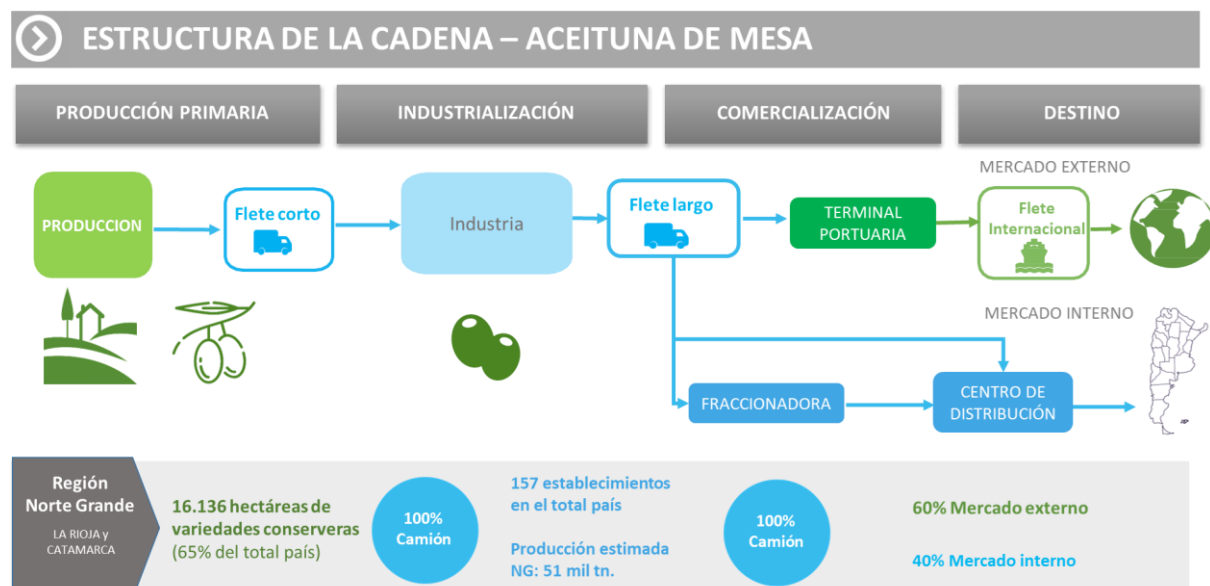 ESTRUCTURA DE LA CADENA – ACEITUNA DE MESA
PRODUCCIÓN PRIMARIA
INDUSTRIALIZACIÓN
COMERCIALIZACIÓN
DESTINO
MERCADO EXTERNO
PRODUCCION
Flete corto
Industria
Flete largo
TERMINAL
PORTUARIA
Flete
Internacional
MERCADO INTERNO
FRACCIONADORA
CENTRO DE
DISTRIBUCIÓN
Región
Norte Grande
LA RIOJA y
CATAMARCA
16.136 hectáreas de
variedades conserveras
(65% del total país)
100%
Camión
157 establecimientos
en el total país
Producción estimada
NG: 51 mil tn.
100%
Camión
60% Mercado externo
40% Mercado interno